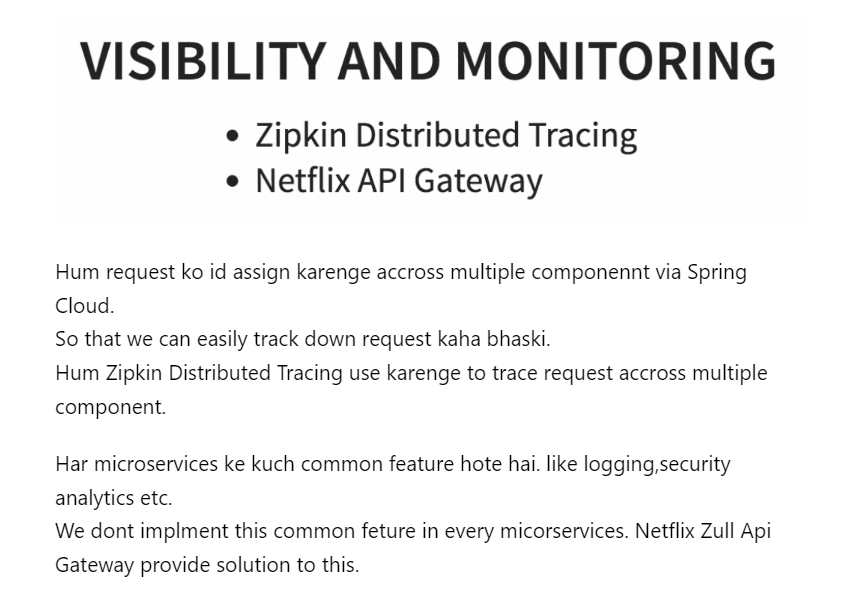 VISIBILITY AND MONITORING
• Zipkin Distributed Tracing
• Netflix API Gateway
Hum request ko id assign karenge accross multiple componennt via Spring
Cloud.
So that we can easily track down request kaha bhaski.
Hum Zipkin Distributed Tracing use karenge to trace request accross multiple
component.
Har microservices ke kuch common feature hote hai. like logging,security
analytics etc.
We dont implment this common feture in every micorservices. Netflix Zull Api
Gateway provide solution to this.